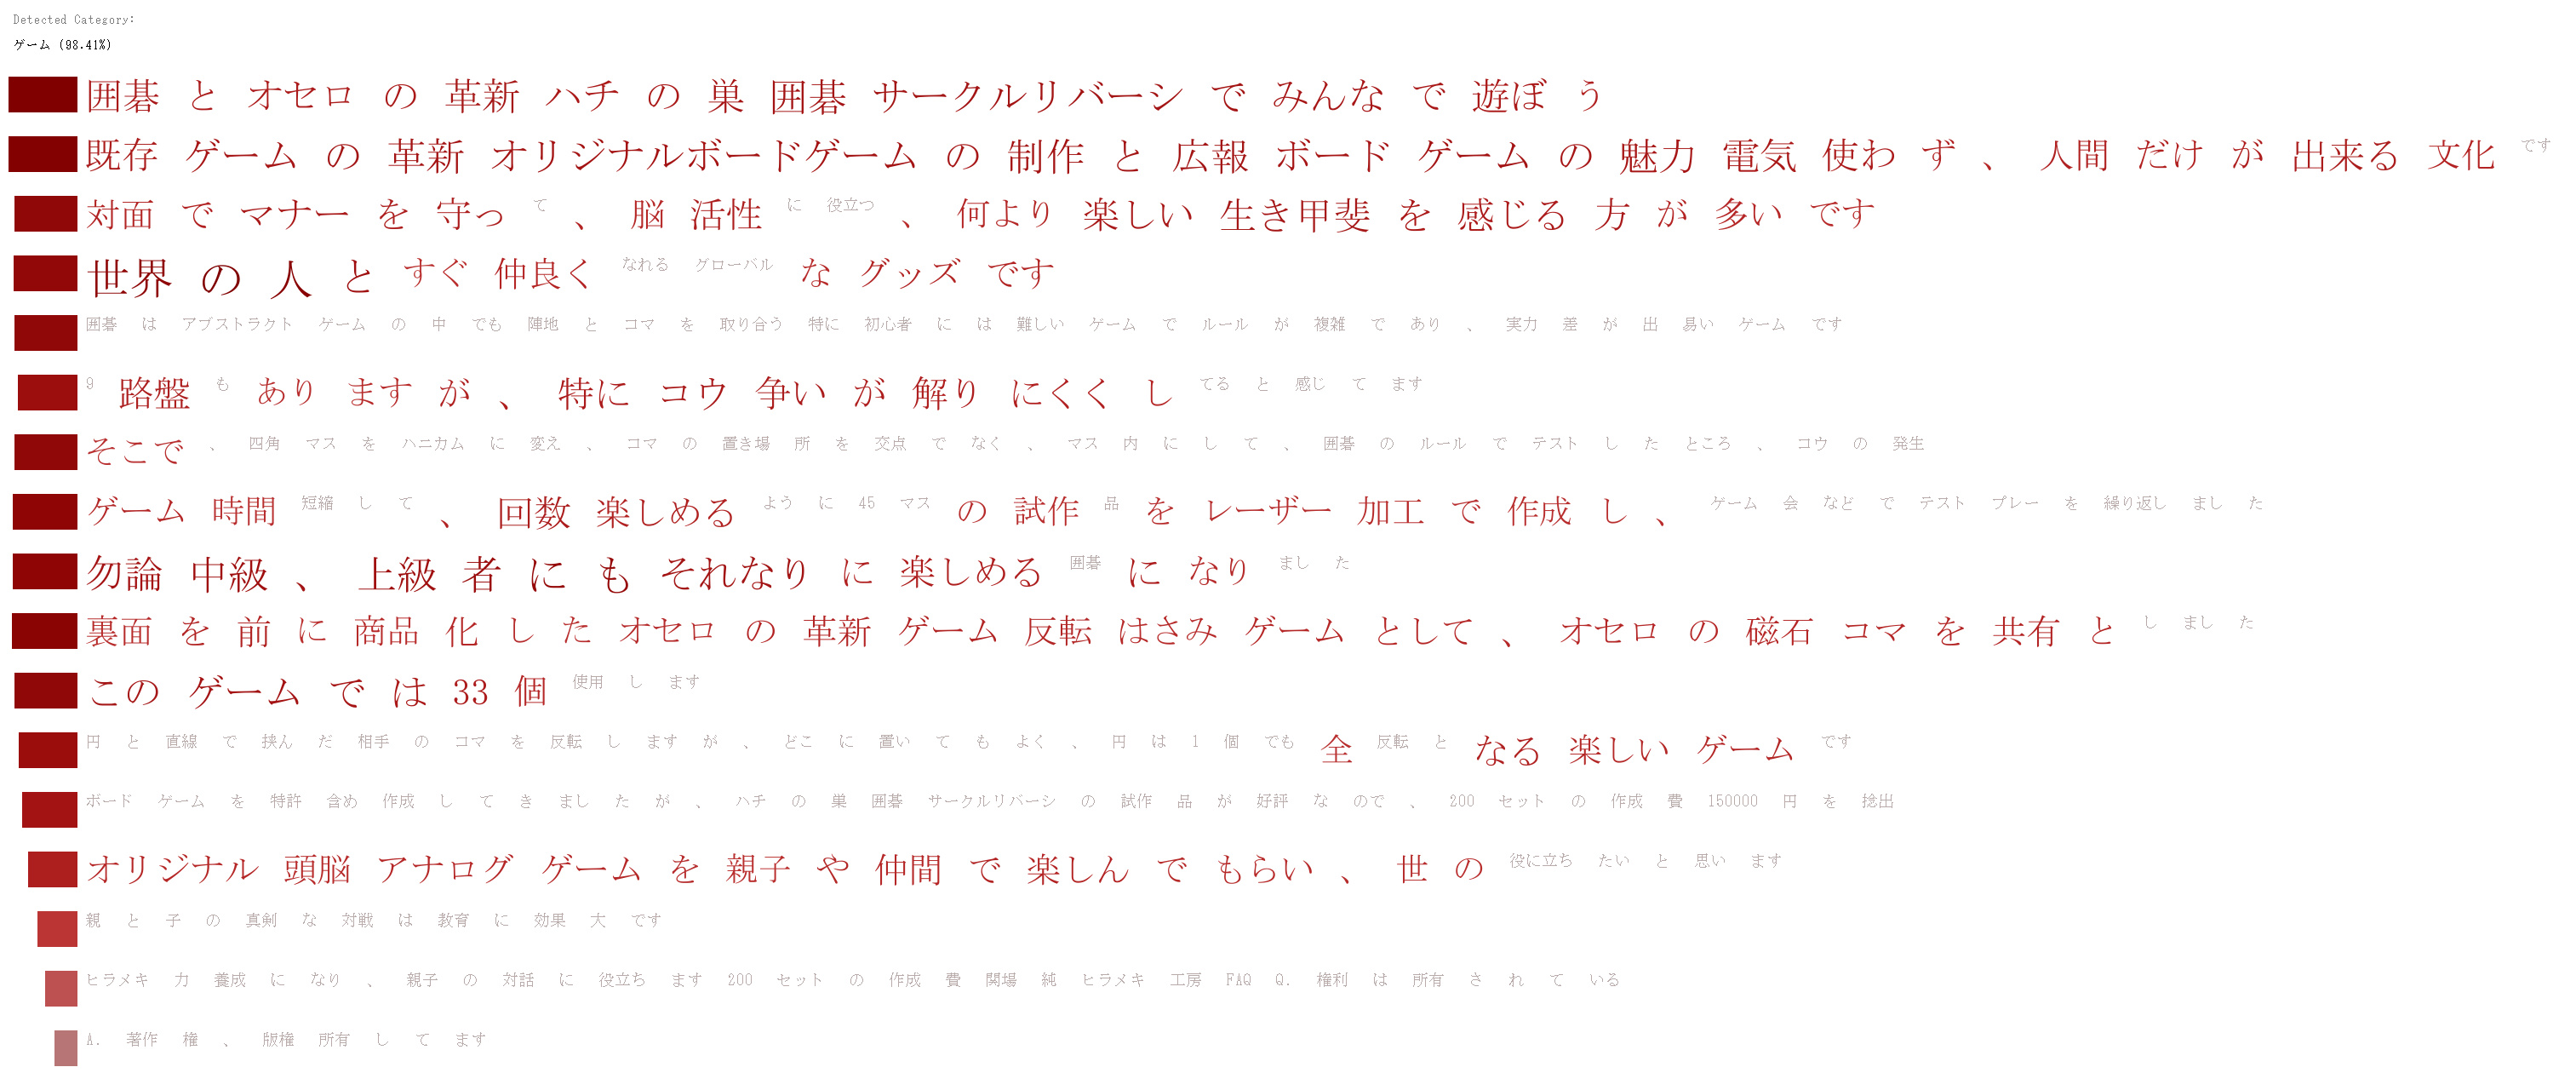 Detected Category:
ゲーム (98.41%)
囲碁 と オセロ の 革新 ハチ の 巣 囲碁 サークルリバーシ で みんな で 遊ぼ う
既存 ゲーム の 革新 オリジナルボードゲーム の 制作 と 広報 ボード ゲーム の 魅力 電気 使わ ず 、 人間 だけ が 出来る 文化 です
対面 で マナー を 守っ て 、 脳 活性 に 役立つ 、 何より 楽しい 生き甲斐 を 感じる 方 が 多い です
世界 の 人 と すぐ 仲良く なれる グローバル な グッズ です
囲碁 は アブストラクト ゲーム の 中 でも 陣地 と コマ を 取り合う 特に 初心者 に は 難しい ゲーム で ルール が 複雑 で あり 、 実力 差 が 出 易い ゲーム です
9 路盤 も あり ます が 、 特に コウ 争い が 解り にくく し てる と 感じ て ます
そこで 、 四角 マス を ハニカム に 変え 、 コマ の 置き場 所 を 交点 で なく 、 マス 内 に し て 、 囲碁 の ルール で テスト し た ところ 、 コウ の 発生
ゲーム 時間 短縮 し て 、 回数 楽しめる よう に 45 マス の 試作 品 を レーザー 加工 で 作成 し 、 ゲーム 会 など で テスト プレー を 繰り返し まし た
勿論 中級 、 上級 者 に も それなり に 楽しめる 囲碁 に なり まし た
裏面 を 前 に 商品 化 し た オセロ の 革新 ゲーム 反転 はさみ ゲーム として 、 オセロ の 磁石 コマ を 共有 と し まし た
この ゲーム で は 33 個 使用 し ます
円 と 直線 で 挟ん だ 相手 の コマ を 反転 し ます が 、 どこ に 置い て も よく 、 円 は 1 個 でも 全 反転 と なる 楽しい ゲーム です
ボード ゲーム を 特許 含め 作成 し て き まし た が 、 ハチ の 巣 囲碁 サークルリバーシ の 試作 品 が 好評 な ので 、 200 セット の 作成 費 150000 円 を 捻出
オリジナル 頭脳 アナログ ゲーム を 親子 や 仲間 で 楽しん で もらい 、 世 の 役に立ち たい と 思い ます
親 と 子 の 真剣 な 対戦 は 教育 に 効果 大 です
ヒラメキ 力 養成 に なり 、 親子 の 対話 に 役立ち ます 200 セット の 作成 費 関場 純 ヒラメキ 工房 FAQ Q. 権利 は 所有 さ れ て いる
A. 著作 権 、 版権 所有 し て ます